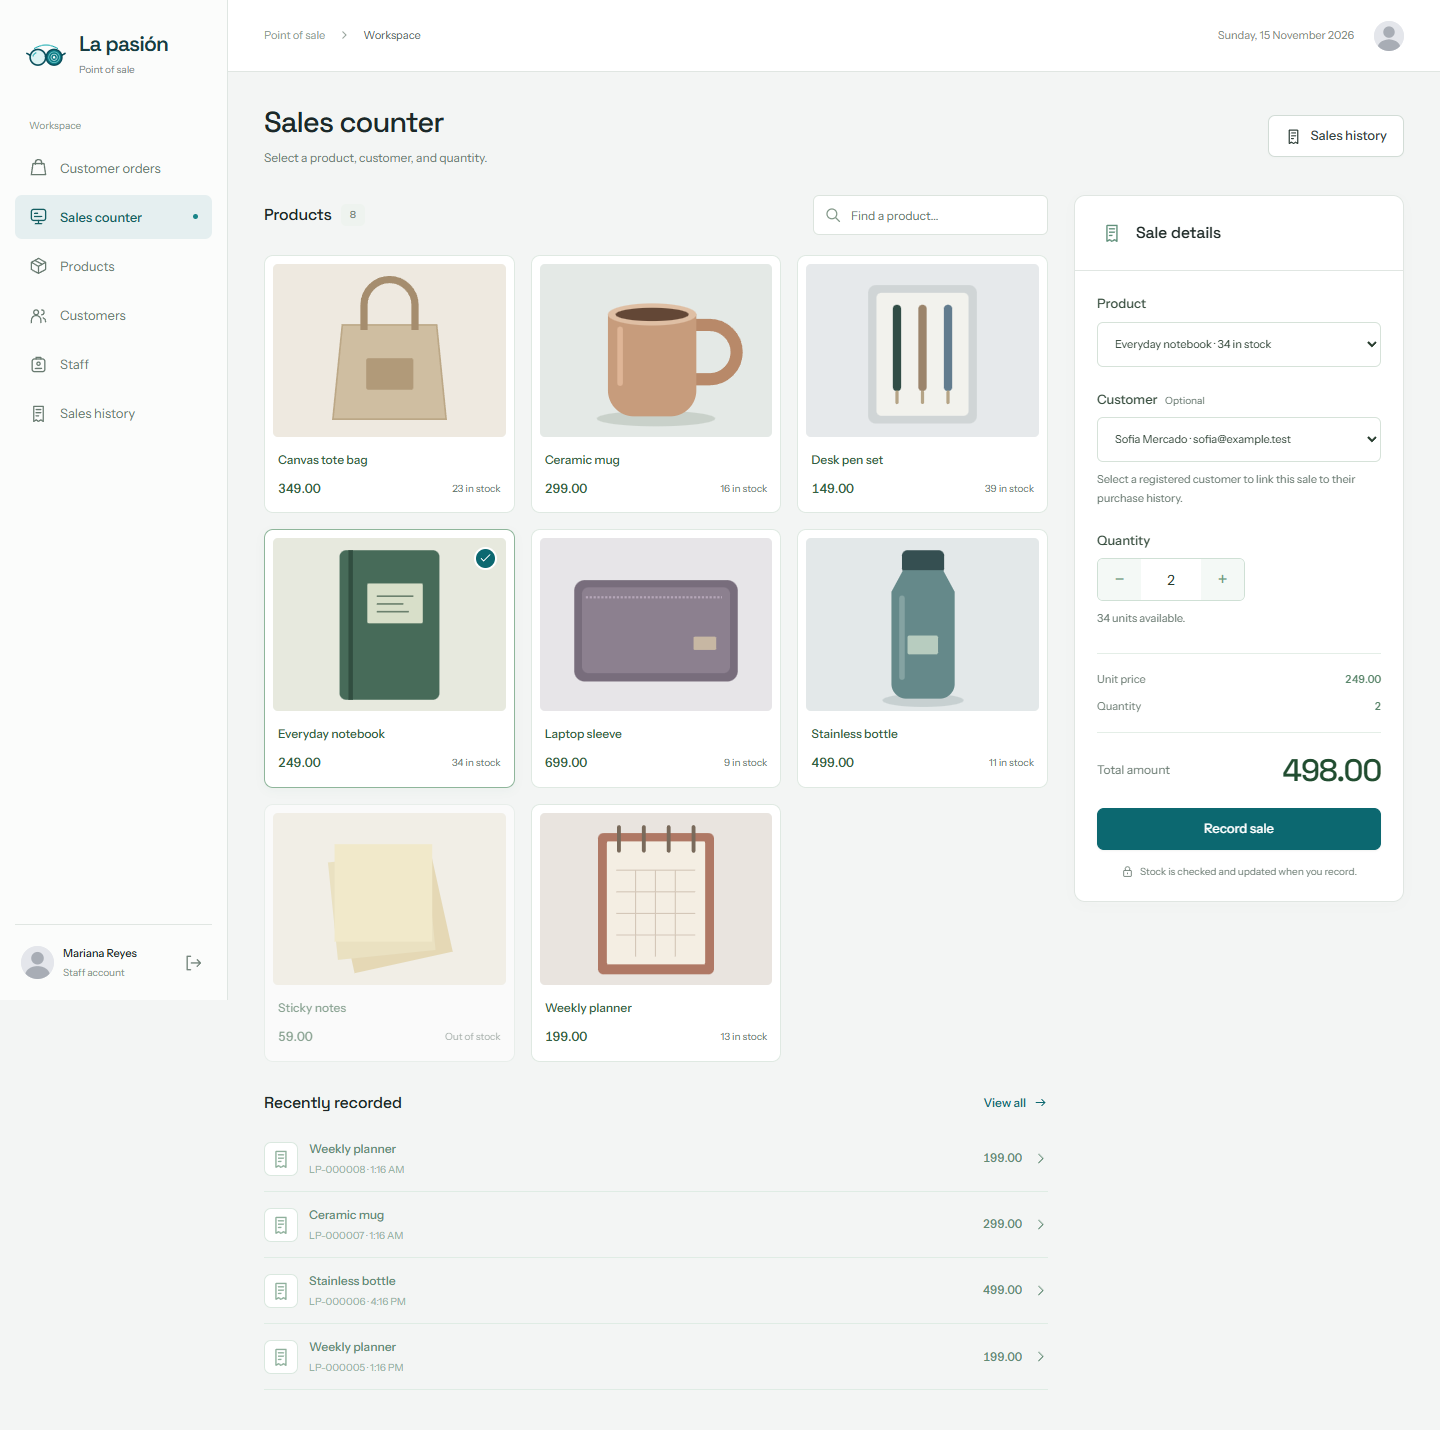 La pasión
Point of sale
Workspace
Customer orders
Sales counter
Products
Customers
Staff
Sales history
Mariana Reyes
Staff account
Point of sale
Workspace
Sunday, 15 November 2026
Sales counter
Select a product, customer, and quantity.
Sales history
Products 8
Find a product...
Canvas tote bag
349.00 23 in stock
Ceramic mug
299.00 16 in stock
Desk pen set
149.00 39 in stock
Everyday notebook
249.00 34 in stock
Laptop sleeve
699.00 9 in stock
Stainless bottle
499.00 11 in stock
Sticky notes
59.00 Out of stock
Weekly planner
199.00 13 in stock
Sale details
Product
Everyday notebook · 34 in stock
Customer Optional
Sofia Mercado · sofia@example.test
Select a registered customer to link this sale to their
purchase history.
Quantity
− 2 +
34 units available.
Unit price 249.00
Quantity 2
Total amount 498.00
Record sale
Stock is checked and updated when you record.
Recently recorded
View all
Weekly planner
LP-000008 · 1:16 AM
199.00
Ceramic mug
LP-000007 · 1:16 AM
299.00
Stainless bottle
LP-000006 · 4:16 PM
499.00
Weekly planner
LP-000005 · 1:16 PM
199.00